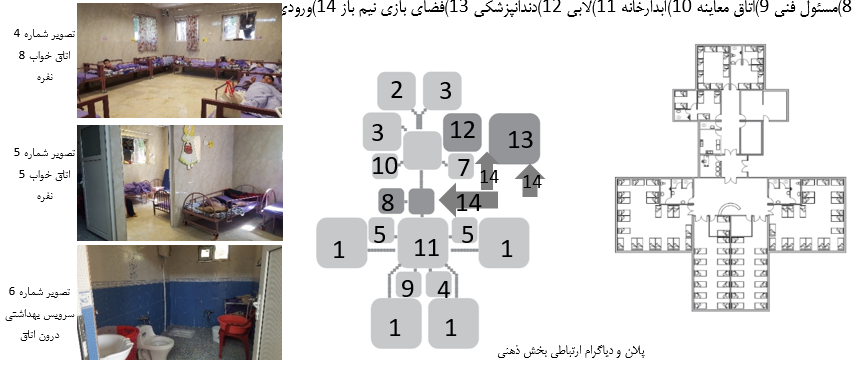 8)مسئول فنی 9)اتاق معاینه 10)آبدارخانه 11)لابی 12)دندانپزشکی 13)فضای بازی نیم باز 14)ورودی
تصویر شماره 4
اتاق خواب 8
نفره
تصویر شماره 5
اتاق خواب 5
نفره
تصویر شماره 6
سرویس بهداشتی
درون اتاق
2 3
3 12 13
10 7 14 14
8 14
5 5
1 11 1
9 4
1 1
پلان و دیاگرام ارتباطی بخش ذهنی